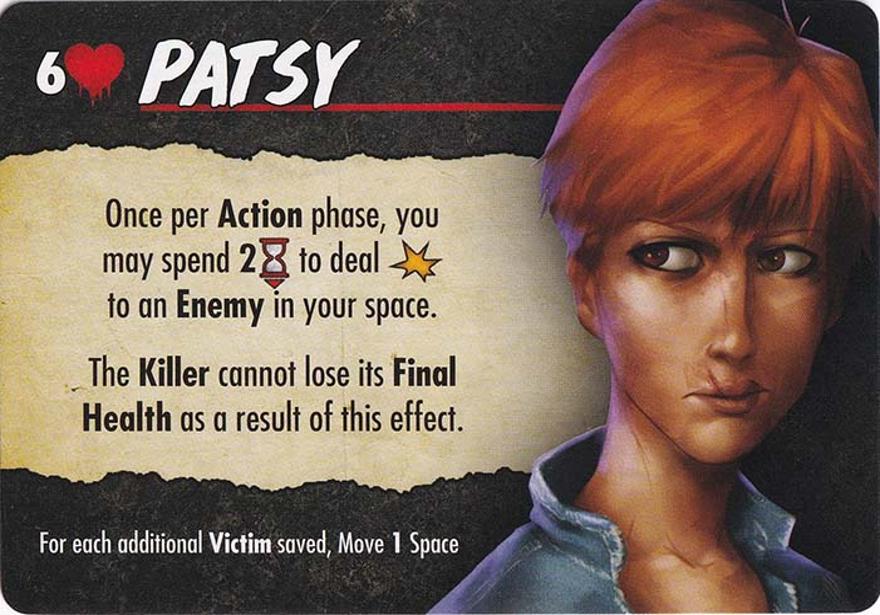 6 PATSY
Once per Action phase, you
may spend 2 to deal
to an Enemy in your space.
The Killer cannot lose its Final
Health as a result of this effect.
For each additional Victim saved, Move 1 Space